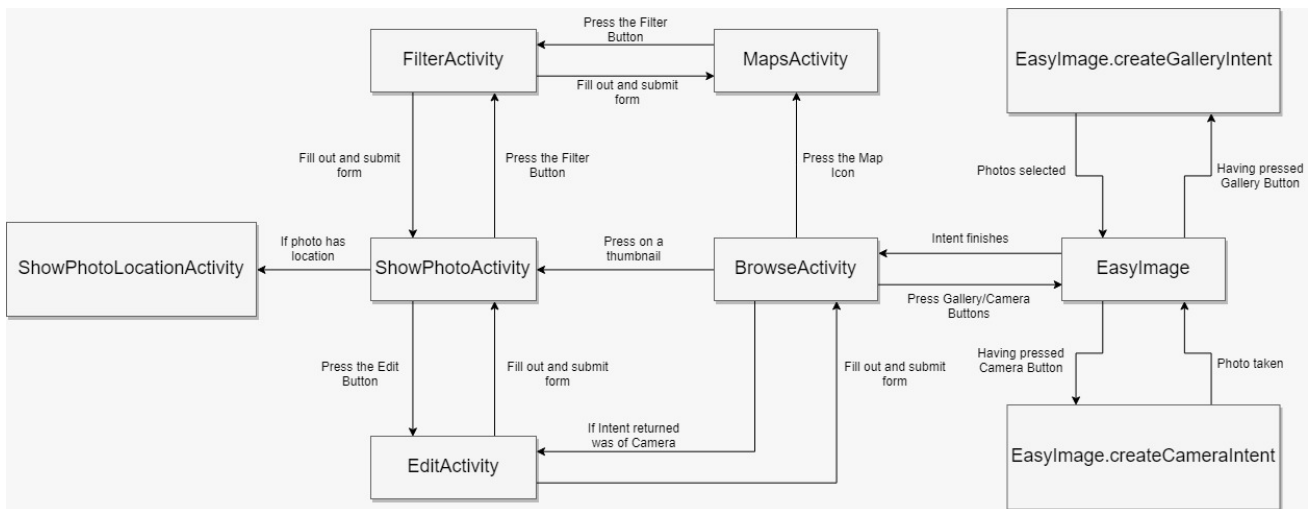 Press the Filter
Button
FilterActivity
MapsActivity
EasyImage.createGalleryIntent
Fill out and submit
form
Fill out and submit
form
Press the Filter
Button
Press the Map
Icon
Photos selected
Having pressed
Gallery Button
ShowPhotoLocationActivity
If photo has
location
ShowPhotoActivity
Press on a
thumbnail
BrowseActivity
Intent finishes
Press Gallery/Camera
Buttons
EasyImage
Press the Edit
Button
Fill out and submit
form
Fill out and submit
form
Having pressed
Camera Button
Photo taken
If Intent returned
was of Camera
EditActivity
EasyImage.createCameraIntent